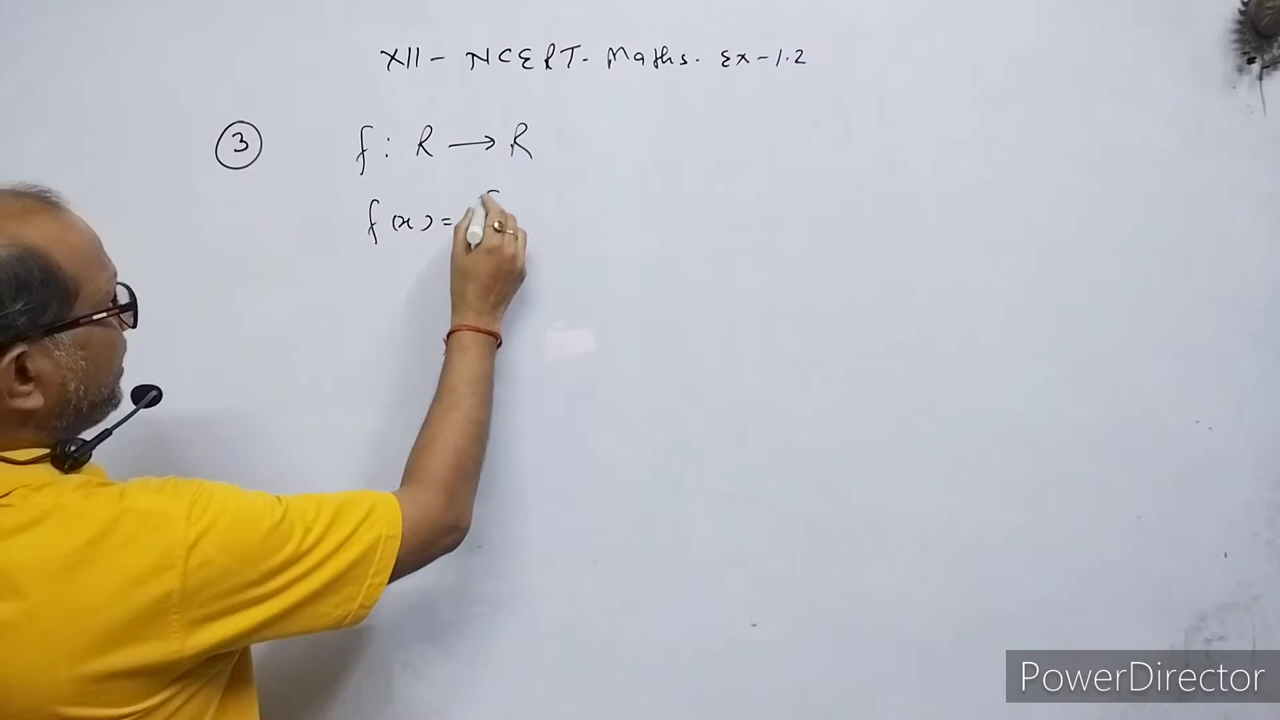 XII - NCERT - Maths. Ex - 1.2
3 f : R → R
f(x) = [
PowerDirector